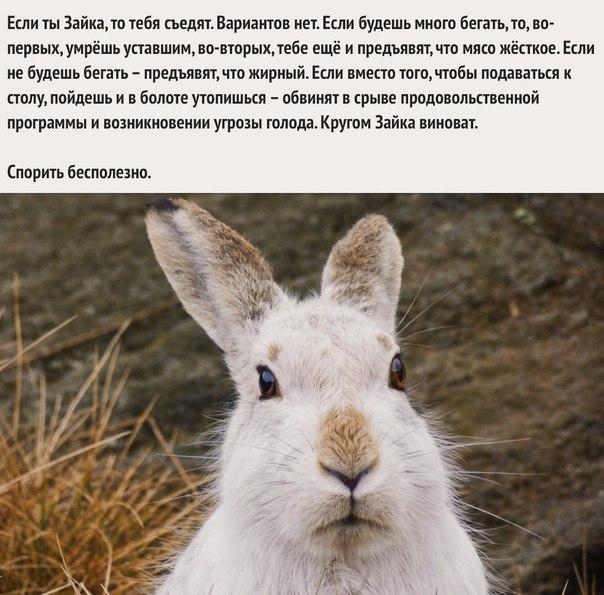 Если ты Зайка, то тебя съедят. Вариантов нет. Если будешь много бегать, то, во-
первых, умрёшь уставшим, во-вторых, тебе ещё и предъявят, что мясо жёсткое. Если
не будешь бегать – предъявят, что жирный. Если вместо того, чтобы подаваться к
столу, пойдешь и в болоте утопишься – обвинят в срыве продовольственной
программы и возникновении угрозы голода. Кругом Зайка виноват.
Спорить бесполезно.